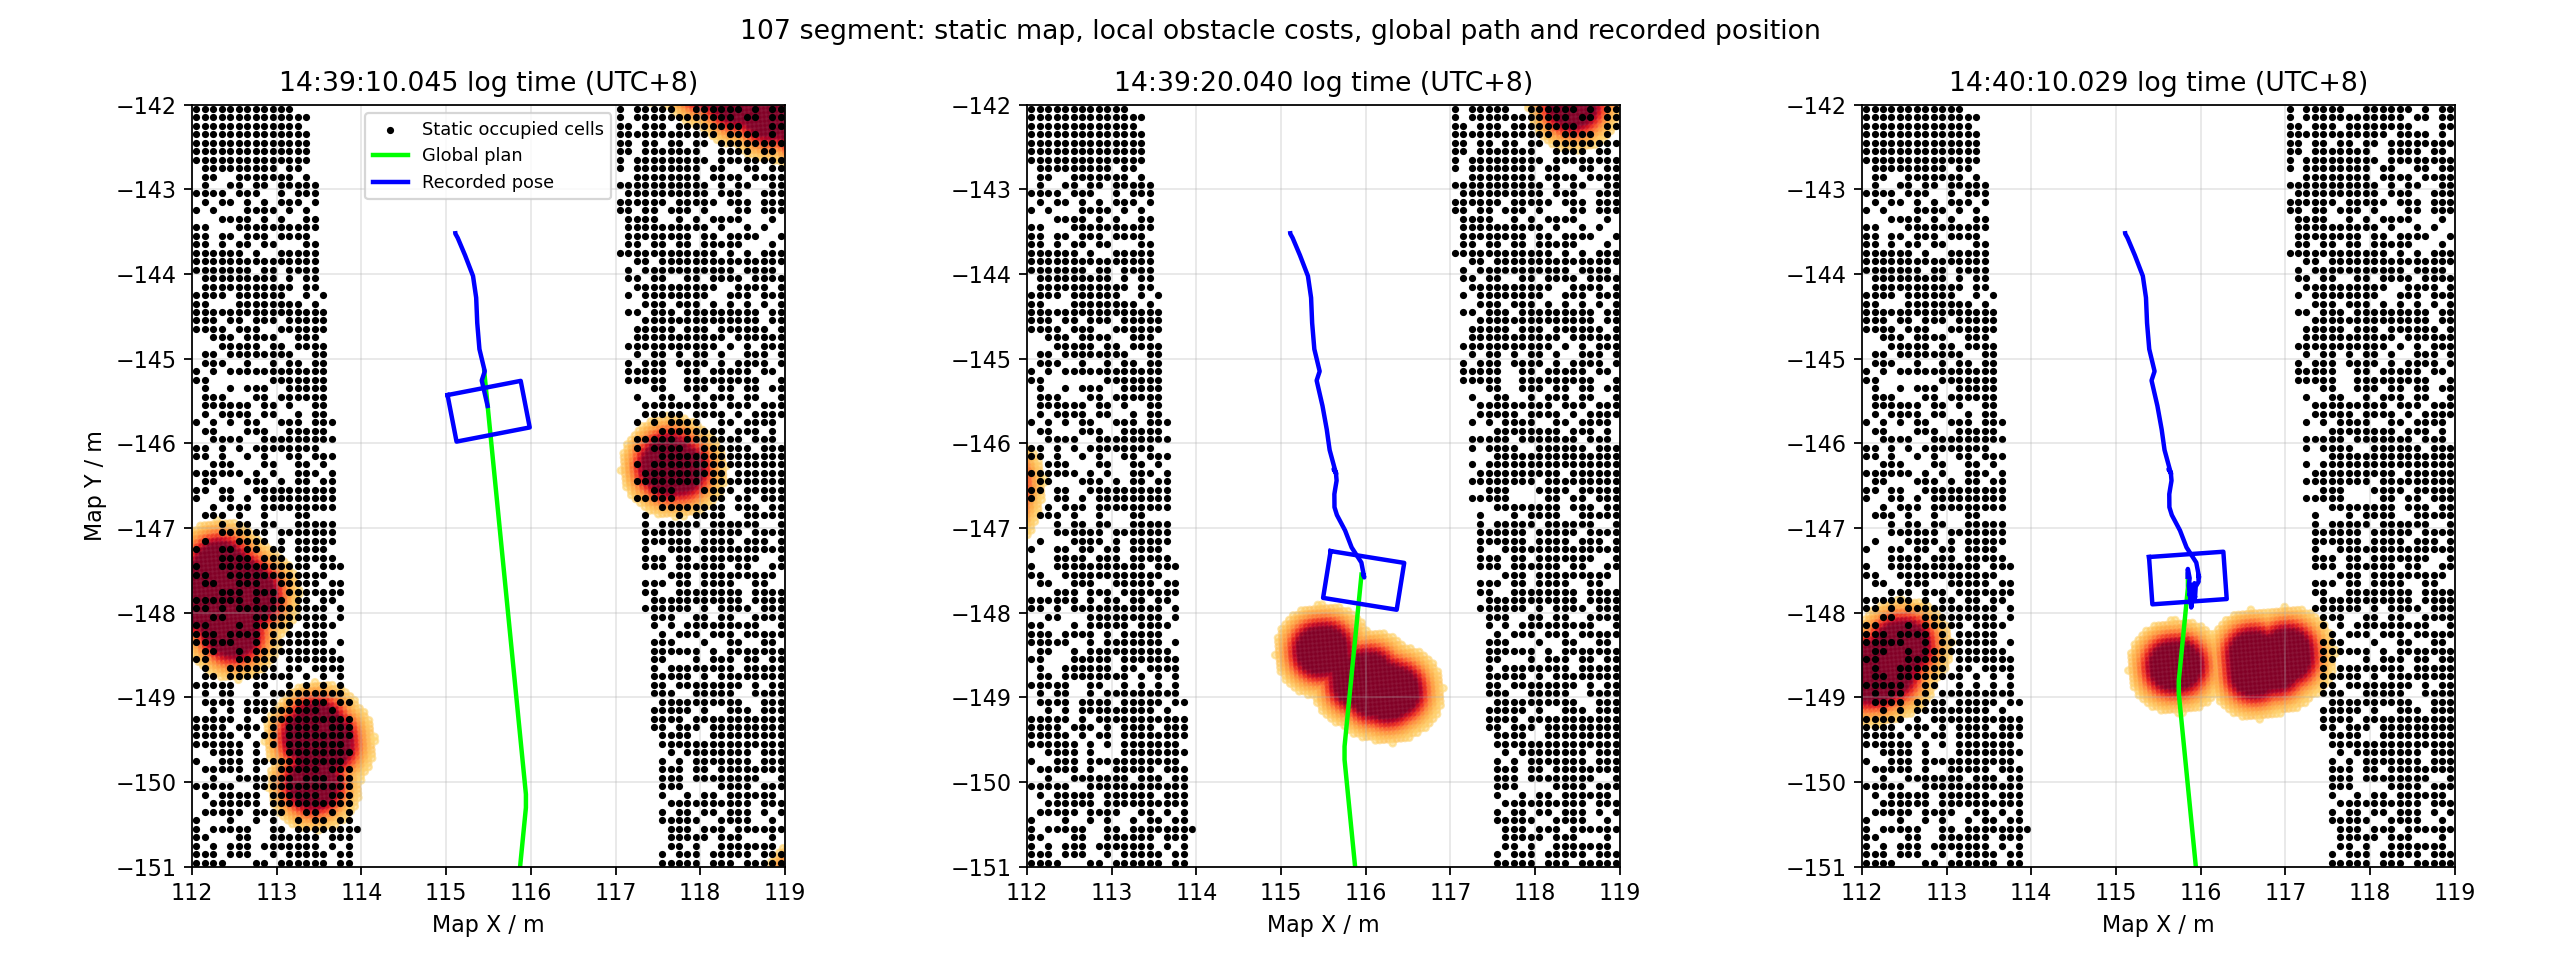 107 segment: static map, local obstacle costs, global path and recorded position
14:39:10.045 log time (UTC+8)
Static occupied cells
Global plan
Recorded pose
−142
−143
−144
−145
−146
−147
−148
−149
−150
−151
Map Y / m
112 113 114 115 116 117 118 119
Map X / m
14:39:20.040 log time (UTC+8)
−142
−143
−144
−145
−146
−147
−148
−149
−150
−151
112 113 114 115 116 117 118 119
Map X / m
14:40:10.029 log time (UTC+8)
−142
−143
−144
−145
−146
−147
−148
−149
−150
−151
112 113 114 115 116 117 118 119
Map X / m